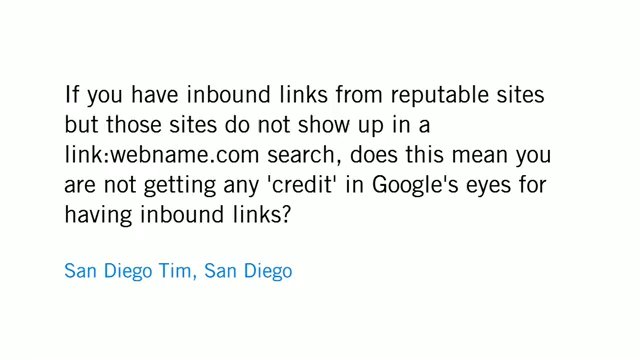 If you have inbound links from reputable sites
but those sites do not show up in a
link:webname.com search, does this mean you
are not getting any 'credit' in Google's eyes for
having inbound links?
San Diego Tim, San Diego